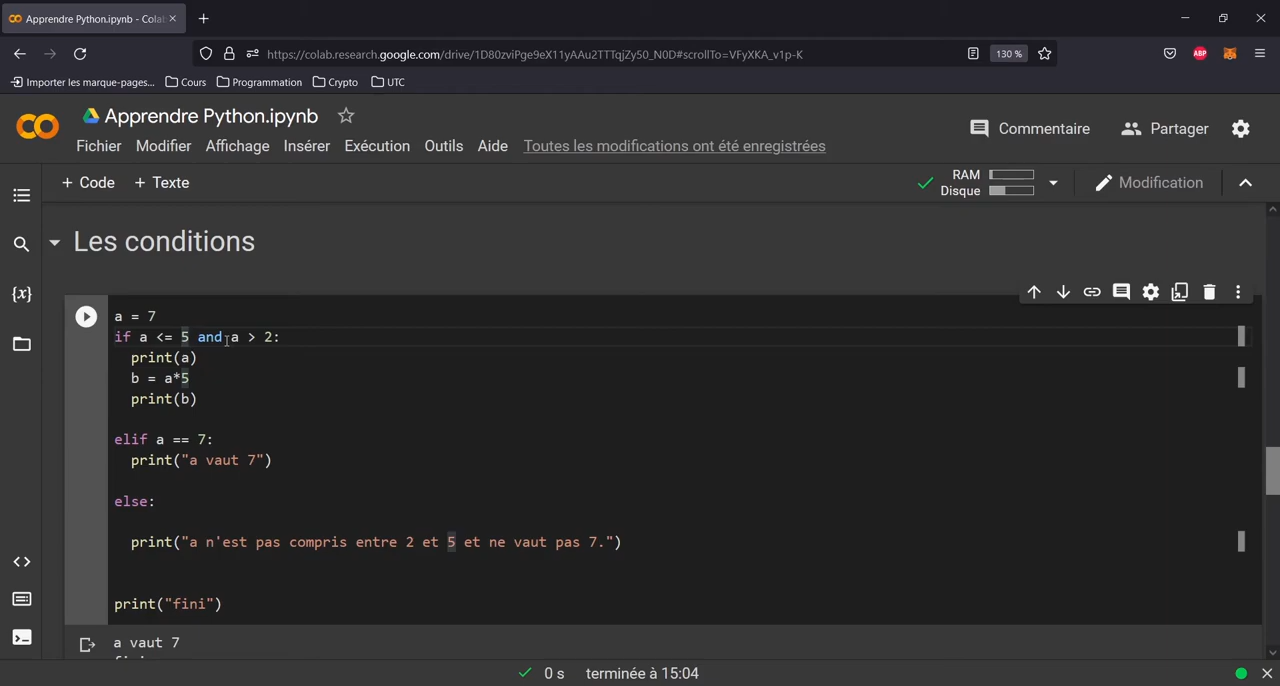 Apprendre Python.ipynb - Cola
https://colab.research.google.com/drive/1D80zviPge9eX11yAAu2TTTqjZy50_N0D#scrollTo=VFyXKA_v1p-K
130 %
ABP
Importer les marque-pages...
Cours
Programmation
Crypto
UTC
Apprendre Python.ipynb
Commentaire
Partager
Fichier Modifier Affichage Insérer Exécution Outils Aide Toutes les modifications ont été enregistrées
+ Code + Texte
RAM
Disque
Modification
Les conditions
{x}
a = 7
if a <= 5 and a > 2:
print(a)
b = a*5
print(b)
elif a == 7:
print("a vaut 7")
else:
print("a n'est pas compris entre 2 et 5 et ne vaut pas 7.")
print("fini")
a vaut 7
fini
0 s terminée à 15:04